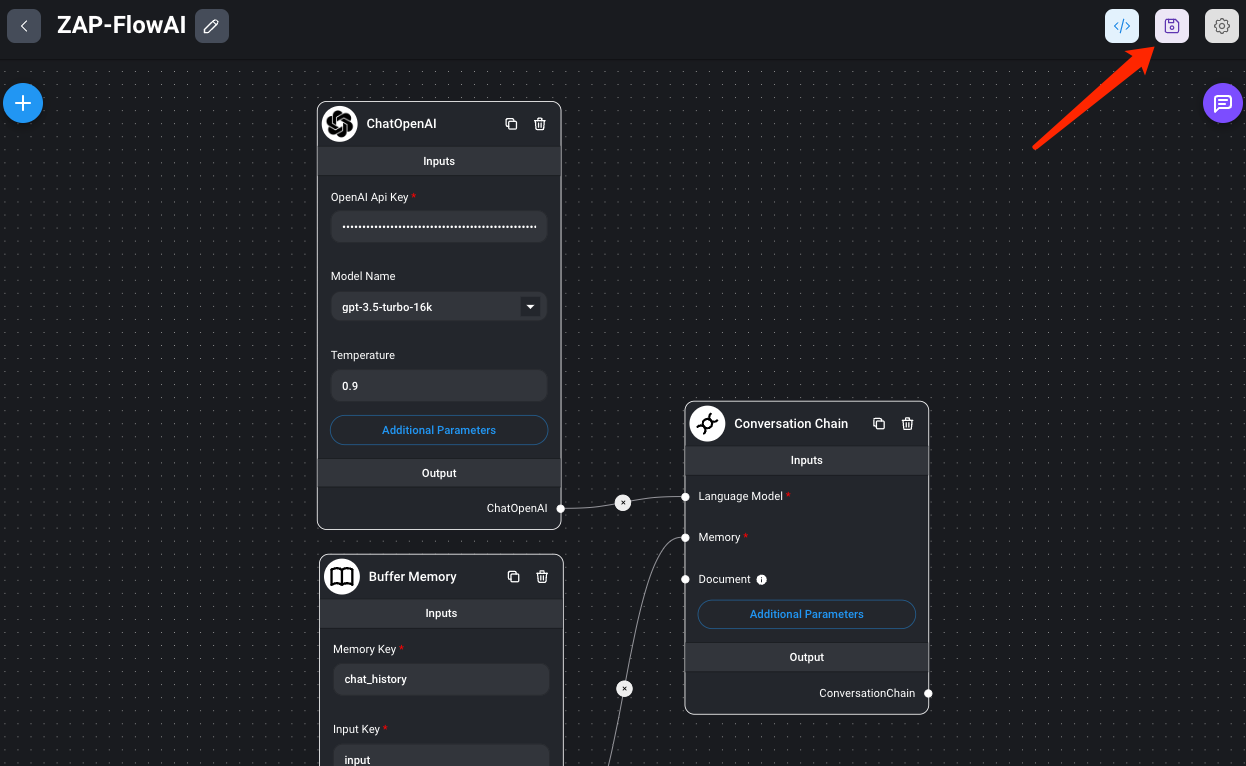 ZAP-FlowAI
</>
ChatOpenAI
Inputs
OpenAI Api Key *
Model Name
gpt-3.5-turbo-16k
Temperature
0.9
Additional Parameters
Output
ChatOpenAI
Buffer Memory
Inputs
Memory Key *
chat_history
Input Key *
input
Conversation Chain
Inputs
Language Model *
Memory *
Document
Additional Parameters
Output
ConversationChain